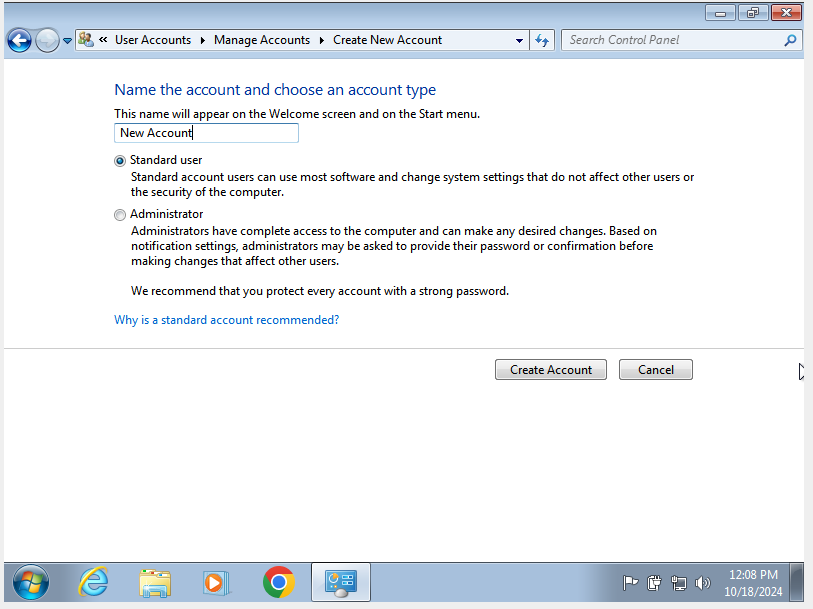 « User Accounts Manage Accounts Create New Account
Search Control Panel
Name the account and choose an account type
This name will appear on the Welcome screen and on the Start menu.
New Account
Standard user
Standard account users can use most software and change system settings that do not affect other users or
the security of the computer.
Administrator
Administrators have complete access to the computer and can make any desired changes. Based on
notification settings, administrators may be asked to provide their password or confirmation before
making changes that affect other users.
We recommend that you protect every account with a strong password.
Why is a standard account recommended?
Create Account Cancel
12:08 PM
10/18/2024